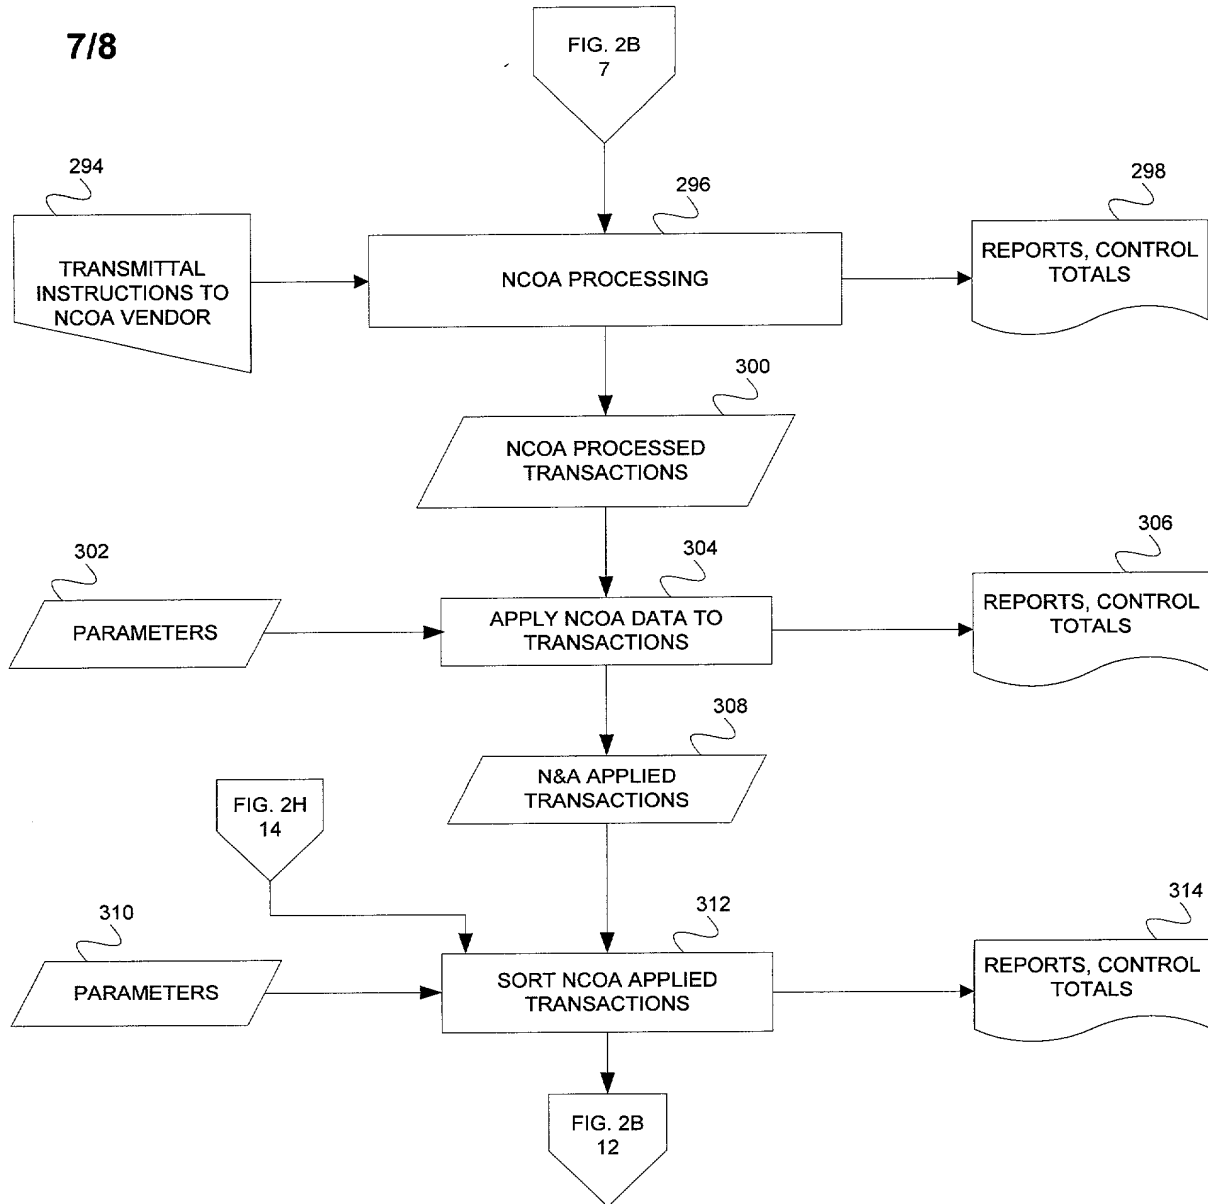 7/8
FIG. 2B
7
294
296
298
TRANSMITTAL
INSTRUCTIONS TO
NCOA VENDOR
NCOA PROCESSING
REPORTS, CONTROL
TOTALS
300
NCOA PROCESSED
TRANSACTIONS
302
304
306
PARAMETERS
APPLY NCOA DATA TO
TRANSACTIONS
REPORTS, CONTROL
TOTALS
308
N&A APPLIED
TRANSACTIONS
FIG. 2H
14
310
312
314
PARAMETERS
SORT NCOA APPLIED
TRANSACTIONS
REPORTS, CONTROL
TOTALS
FIG. 2B
12